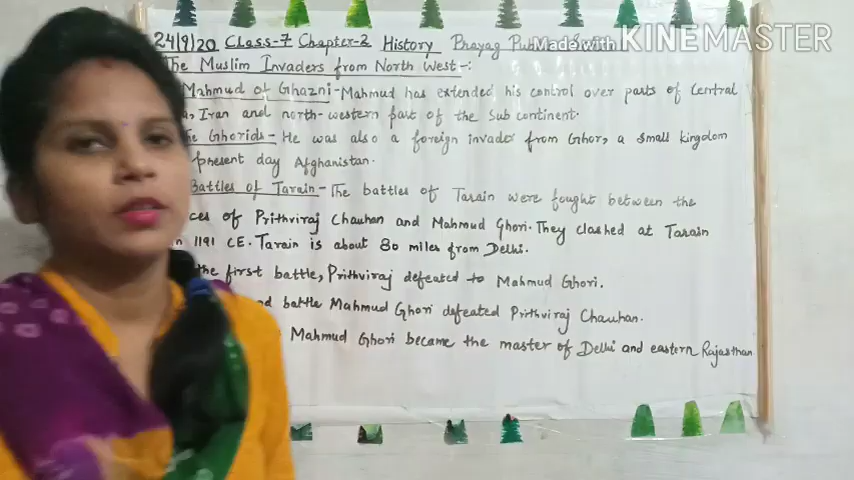 24/9/20 Class-7 Chapter-2 History Prayag Pu
Made with KINEMASTER
The Muslim Invaders from North West-:
Mahmud of Ghazni-Mahmud has extended his control over parts of Central
Iran and north-western part of the Sub continent.
Ghorids- He was also a foreign invador from Ghor, a small kingdom
present day Afghanistan.
Battles of Tarain-The battles of Tarain were fought between the
of Prithviraj Chauhan and Mahmud Ghori. They clashed at Tarain
1191 CE. Tarain is about 80 miles from Delhi.
the first battle, Prithviraj defeated to Mahmud Ghori.
battle Mahmud Ghori defeated Prithviraj Chauhan.
Mahmud Ghori became the master of Delhi and eastern Rajasthan